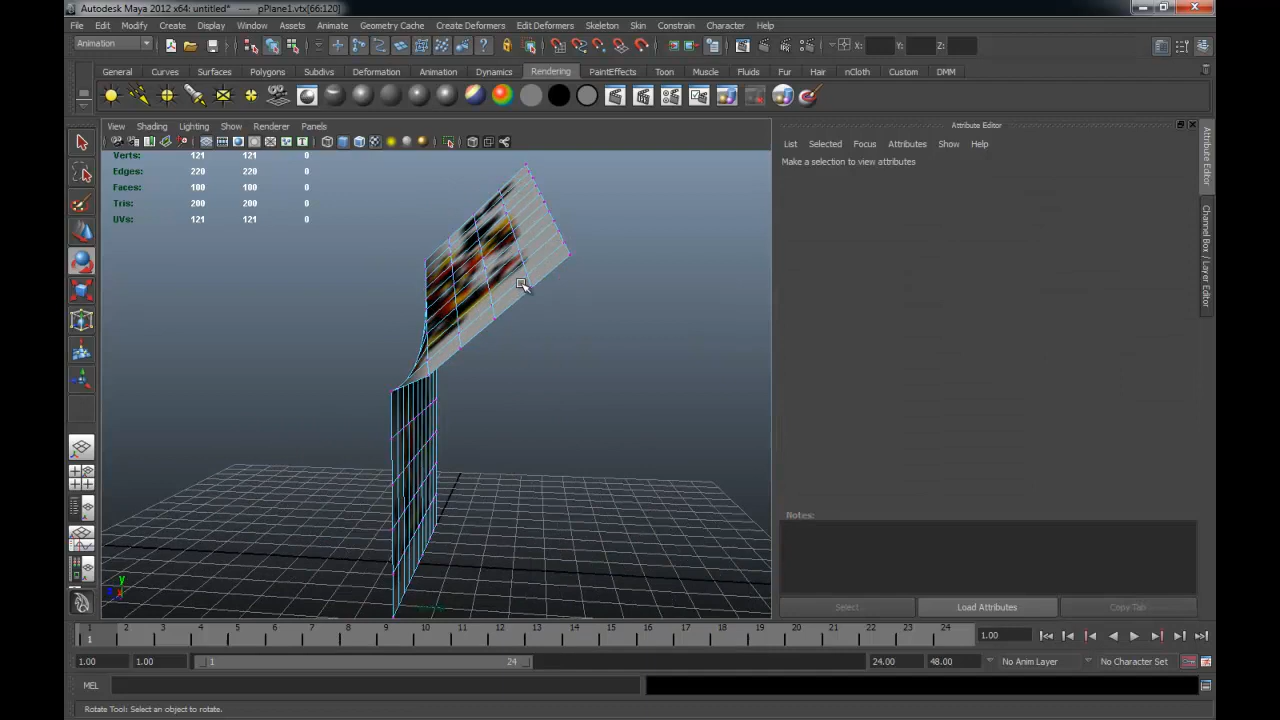 Autodesk Maya 2012 x64: untitled* --- pPlane1.vtx[66:120]
File Edit Modify Create Display Window Assets Animate Geometry Cache Create Deformers Edit Deformers Skeleton Skin Constrain Character Help
Animation X: Y: Z:
General Curves Surfaces Subdivs Polygons Deformation Animation Dynamics Rendering PaintEffects Toon Muscle Fluids Fur Hair nCloth Custom DMM
View Shading Lighting Show Renderer Panels
Attribute Editor
List Selected Focus Attributes Show Help
Make a selection to view attributes
Verts: 121 121 0
Edges: 220 220 0
Faces: 100 100 0
Tris: 200 200 0
UVs: 121 121 0
Attribute Editor
Channel Box / Layer Editor
Notes:
Select Load Attributes Copy Tab
y
1 2 3 4 5 6 7 8 9 10 11 12 13 14 15 16 17 18 19 20 21 22 23 24
1 1.00
1.00 1.00 1 24 24.00 48.00 No Anim Layer No Character Set
MEL
Rotate Tool: Select an object to rotate.